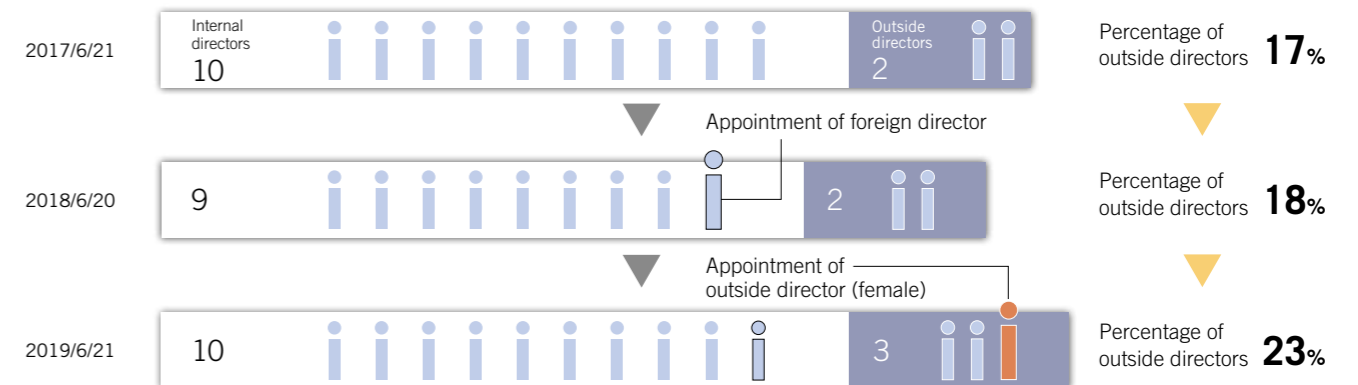 2017/6/21
Internal
directors
10
Outside
directors
2
Percentage of
outside directors 17%
Appointment of foreign director
2018/6/20
9
2
Percentage of
outside directors 18%
Appointment of
outside director (female)
2019/6/21
10
3
Percentage of
outside directors 23%